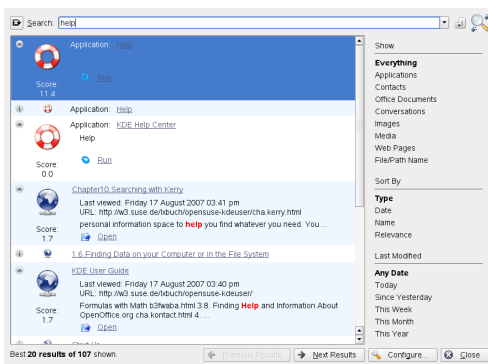 Search: help
Application: Help
Run
Score:
11.4
Application: Help
Application: KDE Help Center
Help
Run
Score:
0.0
Chapter10 Searching with Kerry
Last viewed: Friday 17 August 2007 03:41 pm
URL: http://w3.suse.de/lxbuch/opensuse-kdeuser/cha.kerry.html
personal information space to help you find whatever you need. You ...
Open
Score:
1.7
1.6 Finding Data on your Computer or in the File System
KDE User Guide
Last viewed: Friday 17 August 2007 03:40 pm
URL: http://w3.suse.de/lxbuch/opensuse-kdeuser/
Formulas with Math b3fwaba.html 3.8. Finding Help and Information About
OpenOffice.org cha.kontact.html 4. ...
Open
Score:
1.7
Show
Everything
Applications
Contacts
Office Documents
Conversations
Images
Media
Web Pages
File/Path Name
Sort By
Type
Date
Name
Relevance
Last Modified
Any Date
Today
Since Yesterday
This Week
This Month
This Year
Best 20 results of 107 shown.
Previous Results
Next Results
Configure...
Close